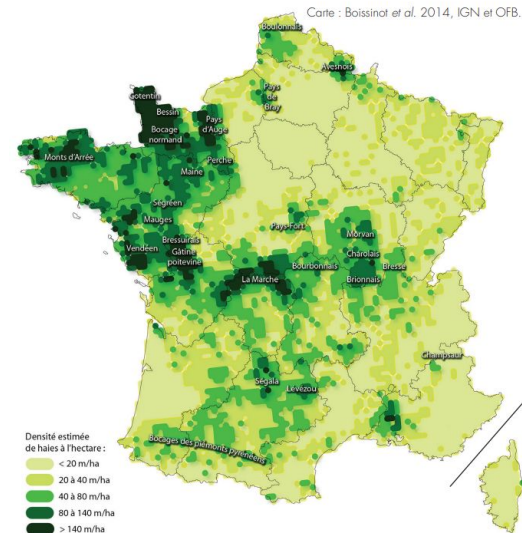 Carte : Boissinot et al. 2014, IGN et OFB.
Boulonnais
Avesnois
Pays
de
Bray
Cotentin
Bessin
Pays
d'Auge
Bocage
normand
Monts d'Arrée
Perche
Maine
Ségréen
Mauges
Pays-Fort
Morvan
Bressuirais
Vendéen
Gâtine
poitevine
Charolais
Bourbonnais
Bresse
La Marche
Brionnais
Champsaur
Ségala
Lévézou
Bocages des piémonts pyrénéens
Densité estimée
de haies à l'hectare :
< 20 m/ha
20 à 40 m/ha
40 à 80 m/ha
80 à 140 m/ha
> 140 m/ha